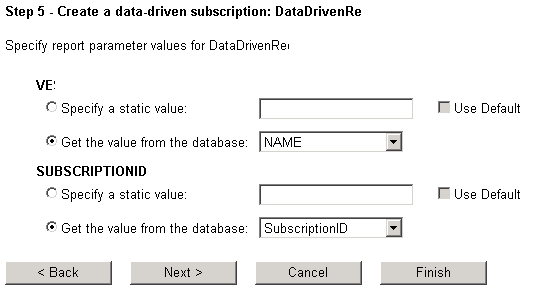 Step 5 - Create a data-driven subscription: DataDrivenRe
Specify report parameter values for DataDrivenRe
Specify a static value: Use Default
Get the value from the database: NAME
SUBSCRIPTIONID
Specify a static value: Use Default
Get the value from the database: SubscriptionID
< Back Next > Cancel Finish